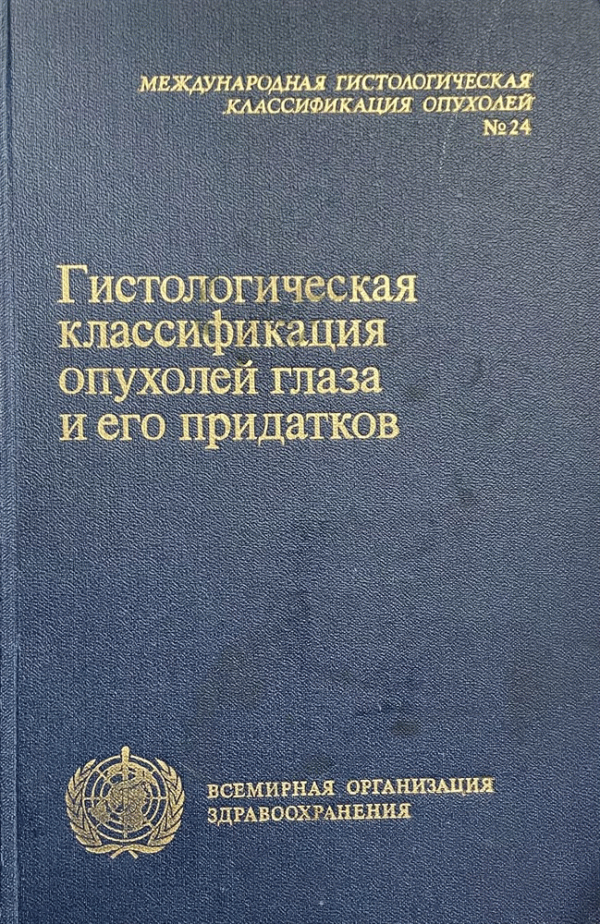 МЕЖДУНАРОДНАЯ ГИСТОЛОГИЧЕСКАЯ
КЛАССИФИКАЦИЯ ОПУХОЛЕЙ
№24
Гистологическая
классификация
опухолей глаза
и его придатков
ВСЕМИРНАЯ ОРГАНИЗАЦИЯ
ЗДРАВООХРАНЕНИЯ